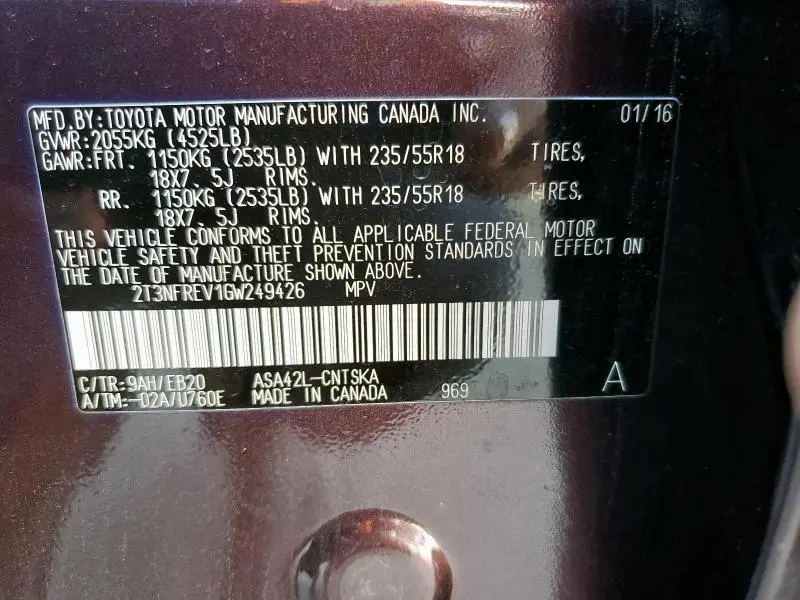 MFD.BY:TOYOTA MOTOR MANUFACTURING CANADA INC. 01/16
GVWR:2055KG (4525LB)
GAWR:FRT. 1150KG (2535LB) WITH 235/55R18 TIRES,
18X7. 5J RIMS.
RR. 1150KG (2535LB) WITH 235/55R18 TIRES,
18X7. 5J RIMS.
THIS VEHICLE CONFORMS TO ALL APPLICABLE FEDERAL MOTOR
VEHICLE SAFETY AND THEFT PREVENTION STANDARDS IN EFFECT ON
THE DATE OF MANUFACTURE SHOWN ABOVE.
2T3NFREV1GW249426 MPV
C/TR:9AH/EB20 ASA42L-CNTSKA
A/TM:-02A/U760E MADE IN CANADA 969 A